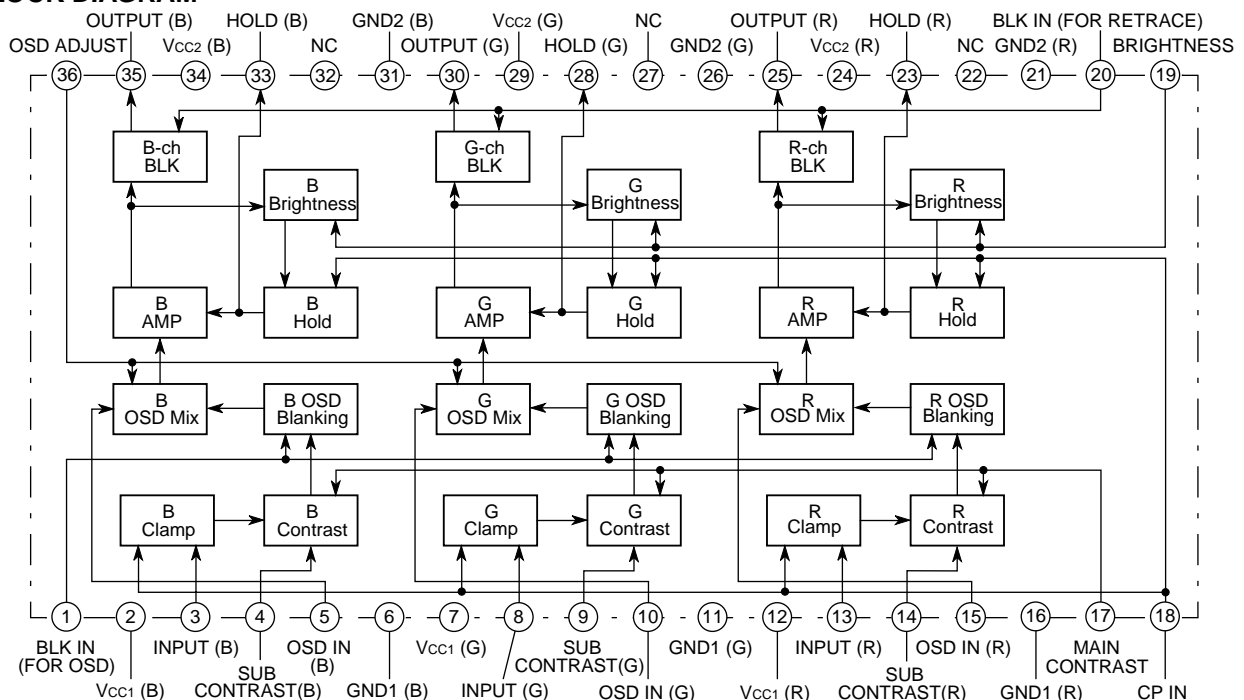 OUTPUT (B) HOLD (B) GND2 (B) VCC2 (G) NC OUTPUT (R) HOLD (R) BLK IN (FOR RETRACE)
OSD ADJUST VCC2 (B) NC OUTPUT (G) HOLD (G) GND2 (G) VCC2 (R) NC GND2 (R) BRIGHTNESS
36 35 34 33 32 31 30 29 28 27 26 25 24 23 22 21 20 19
B-ch
BLK
G-ch
BLK
R-ch
BLK
B
Brightness
G
Brightness
R
Brightness
B
AMP
B
Hold
G
AMP
G
Hold
R
AMP
R
Hold
B
OSD Mix
B OSD
Blanking
G
OSD Mix
G OSD
Blanking
R
OSD Mix
R OSD
Blanking
B
Clamp
B
Contrast
G
Clamp
G
Contrast
R
Clamp
R
Contrast
1 2 3 4 5 6 7 8 9 10 11 12 13 14 15 16 17 18
BLK IN
(FOR OSD)
VCC1 (B)
INPUT (B)
SUB
CONTRAST(B)
OSD IN
(B)
GND1 (B)
VCC1 (G)
INPUT (G)
SUB
CONTRAST(G)
OSD IN (G)
GND1 (G)
VCC1 (R)
INPUT (R)
SUB
CONTRAST(R)
OSD IN (R)
GND1 (R)
MAIN
CONTRAST
CP IN